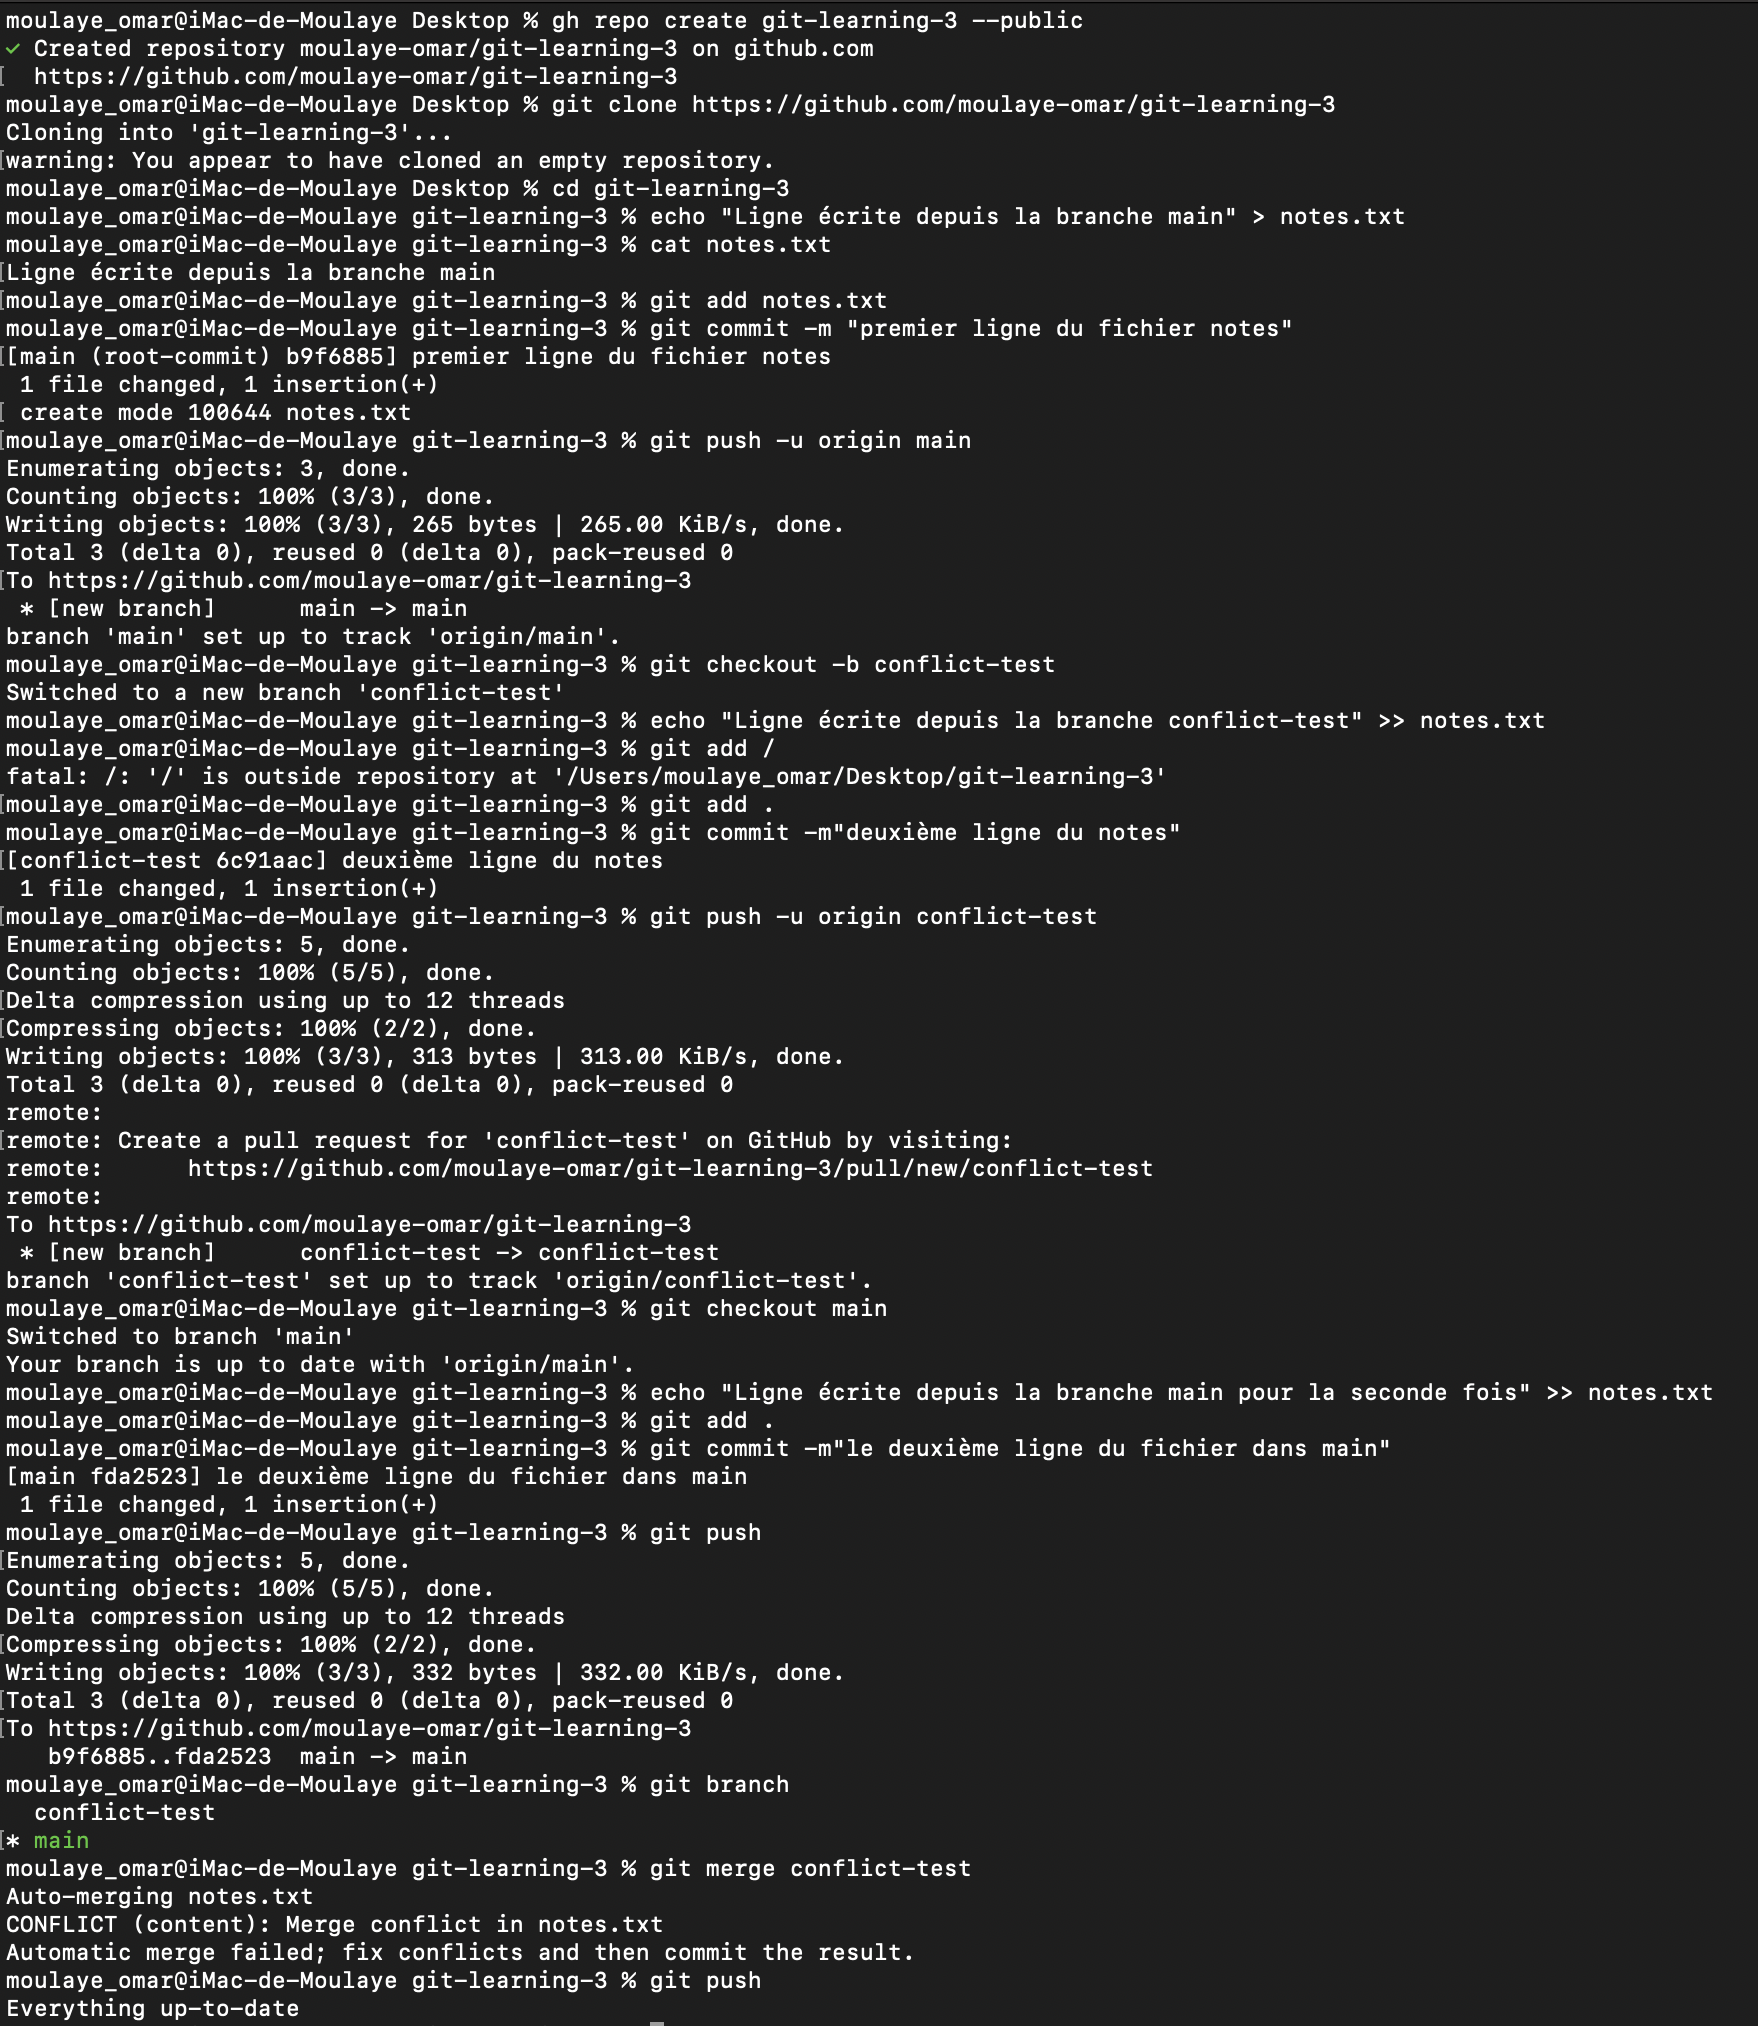 moulaye_omar@iMac-de-Moulaye Desktop % gh repo create git-learning-3 --public
✓ Created repository moulaye-omar/git-learning-3 on github.com
[  https://github.com/moulaye-omar/git-learning-3
moulaye_omar@iMac-de-Moulaye Desktop % git clone https://github.com/moulaye-omar/git-learning-3
Cloning into 'git-learning-3'...
[warning: You appear to have cloned an empty repository.
moulaye_omar@iMac-de-Moulaye Desktop % cd git-learning-3
moulaye_omar@iMac-de-Moulaye git-learning-3 % echo "Ligne écrite depuis la branche main" > notes.txt
moulaye_omar@iMac-de-Moulaye git-learning-3 % cat notes.txt
[Ligne écrite depuis la branche main
[moulaye_omar@iMac-de-Moulaye git-learning-3 % git add notes.txt
moulaye_omar@iMac-de-Moulaye git-learning-3 % git commit -m "premier ligne du fichier notes"
[[main (root-commit) b9f6885] premier ligne du fichier notes
 1 file changed, 1 insertion(+)
[ create mode 100644 notes.txt
[moulaye_omar@iMac-de-Moulaye git-learning-3 % git push -u origin main
Enumerating objects: 3, done.
Counting objects: 100% (3/3), done.
Writing objects: 100% (3/3), 265 bytes | 265.00 KiB/s, done.
Total 3 (delta 0), reused 0 (delta 0), pack-reused 0
[To https://github.com/moulaye-omar/git-learning-3
 * [new branch]      main -> main
branch 'main' set up to track 'origin/main'.
moulaye_omar@iMac-de-Moulaye git-learning-3 % git checkout -b conflict-test
Switched to a new branch 'conflict-test'
moulaye_omar@iMac-de-Moulaye git-learning-3 % echo "Ligne écrite depuis la branche conflict-test" >> notes.txt
moulaye_omar@iMac-de-Moulaye git-learning-3 % git add /
fatal: /: '/' is outside repository at '/Users/moulaye_omar/Desktop/git-learning-3'
[moulaye_omar@iMac-de-Moulaye git-learning-3 % git add .
moulaye_omar@iMac-de-Moulaye git-learning-3 % git commit -m"deuxième ligne du notes"
[[conflict-test 6c91aac] deuxième ligne du notes
 1 file changed, 1 insertion(+)
[moulaye_omar@iMac-de-Moulaye git-learning-3 % git push -u origin conflict-test
Enumerating objects: 5, done.
Counting objects: 100% (5/5), done.
[Delta compression using up to 12 threads
[Compressing objects: 100% (2/2), done.
Writing objects: 100% (3/3), 313 bytes | 313.00 KiB/s, done.
Total 3 (delta 0), reused 0 (delta 0), pack-reused 0
remote:
[remote: Create a pull request for 'conflict-test' on GitHub by visiting:
remote:      https://github.com/moulaye-omar/git-learning-3/pull/new/conflict-test
remote:
To https://github.com/moulaye-omar/git-learning-3
 * [new branch]      conflict-test -> conflict-test
branch 'conflict-test' set up to track 'origin/conflict-test'.
moulaye_omar@iMac-de-Moulaye git-learning-3 % git checkout main
Switched to branch 'main'
Your branch is up to date with 'origin/main'.
moulaye_omar@iMac-de-Moulaye git-learning-3 % echo "Ligne écrite depuis la branche main pour la seconde fois" >> notes.txt
moulaye_omar@iMac-de-Moulaye git-learning-3 % git add .
moulaye_omar@iMac-de-Moulaye git-learning-3 % git commit -m"le deuxième ligne du fichier dans main"
[main fda2523] le deuxième ligne du fichier dans main
 1 file changed, 1 insertion(+)
moulaye_omar@iMac-de-Moulaye git-learning-3 % git push
[Enumerating objects: 5, done.
Counting objects: 100% (5/5), done.
Delta compression using up to 12 threads
[Compressing objects: 100% (2/2), done.
Writing objects: 100% (3/3), 332 bytes | 332.00 KiB/s, done.
[Total 3 (delta 0), reused 0 (delta 0), pack-reused 0
[To https://github.com/moulaye-omar/git-learning-3
   b9f6885..fda2523  main -> main
moulaye_omar@iMac-de-Moulaye git-learning-3 % git branch
  conflict-test
[* main
moulaye_omar@iMac-de-Moulaye git-learning-3 % git merge conflict-test
Auto-merging notes.txt
CONFLICT (content): Merge conflict in notes.txt
Automatic merge failed; fix conflicts and then commit the result.
moulaye_omar@iMac-de-Moulaye git-learning-3 % git push
Everything up-to-date